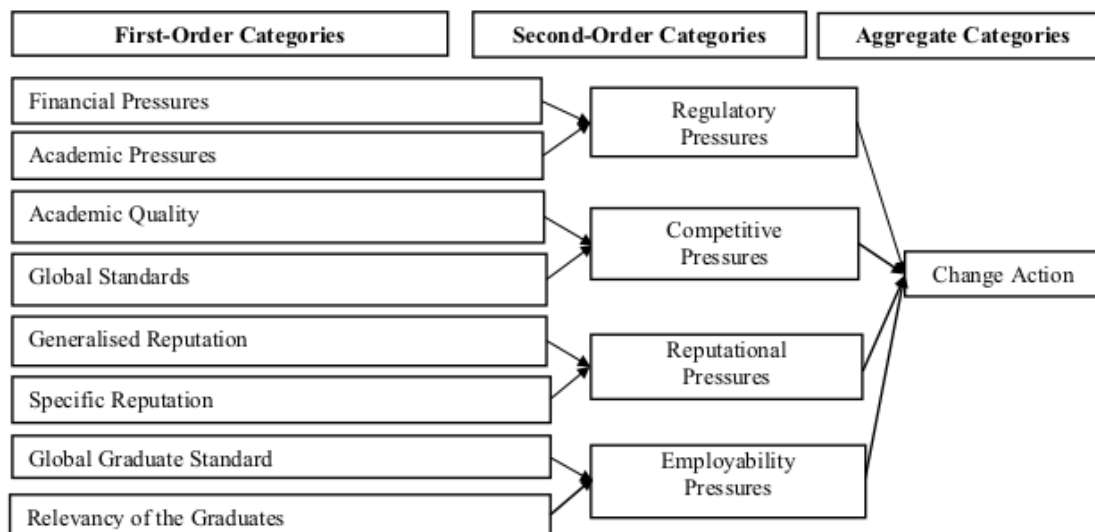 First-Order Categories
Second-Order Categories
Aggregate Categories
Financial Pressures
Academic Pressures
Regulatory
Pressures
Academic Quality
Global Standards
Competitive
Pressures
Change Action
Generalised Reputation
Specific Reputation
Reputational
Pressures
Global Graduate Standard
Relevancy of the Graduates
Employability
Pressures